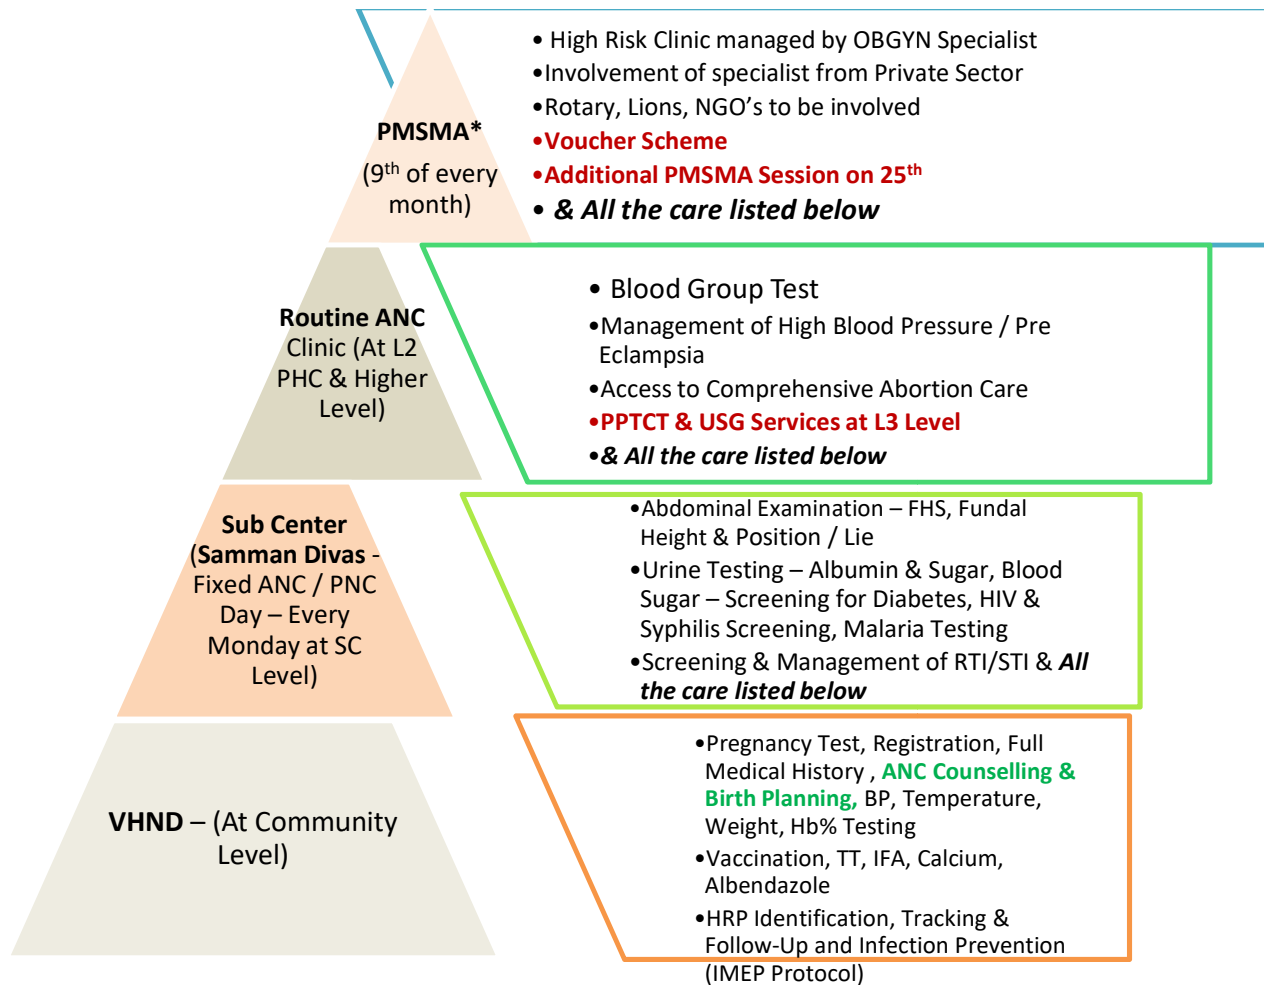 PMSMA*
(9th of every
month)
• High Risk Clinic managed by OBGYN Specialist
•Involvement of specialist from Private Sector
•Rotary, Lions, NGO's to be involved
•Voucher Scheme
•Additional PMSMA Session on 25th
• & All the care listed below
Routine ANC
Clinic (At L2
PHC & Higher
Level)
• Blood Group Test
•Management of High Blood Pressure / Pre
Eclampsia
•Access to Comprehensive Abortion Care
•PPTCT & USG Services at L3 Level
•& All the care listed below
Sub Center
(Samman Divas -
Fixed ANC / PNC
Day – Every
Monday at SC
Level)
•Abdominal Examination – FHS, Fundal
Height & Position / Lie
•Urine Testing – Albumin & Sugar, Blood
Sugar – Screening for Diabetes, HIV &
Syphilis Screening, Malaria Testing
•Screening & Management of RTI/STI & All
the care listed below
VHND – (At Community
Level)
•Pregnancy Test, Registration, Full
Medical History , ANC Counselling &
Birth Planning, BP, Temperature,
Weight, Hb% Testing
•Vaccination, TT, IFA, Calcium,
Albendazole
•HRP Identification, Tracking &
Follow-Up and Infection Prevention
(IMEP Protocol)